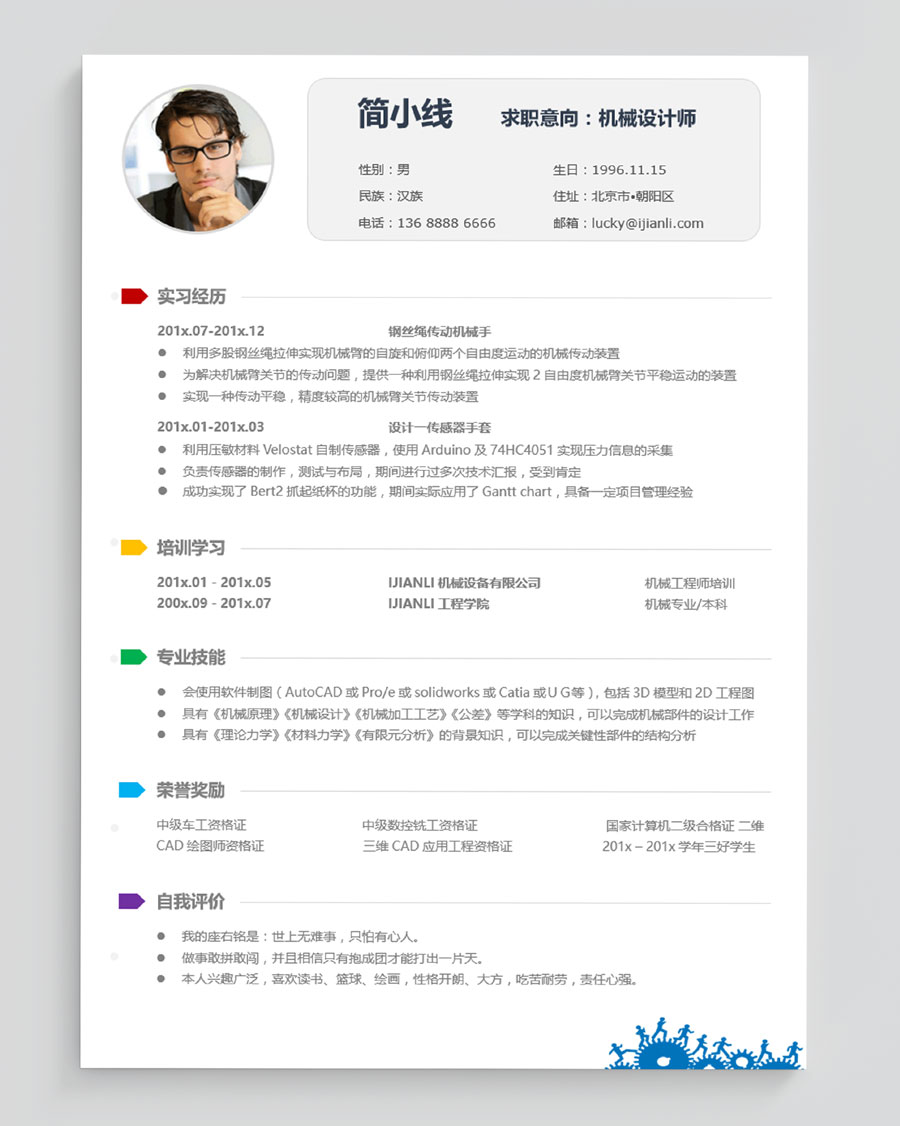 简小线 求职意向：机械设计师
性别：男 生日：1996.11.15
民族：汉族 住址：北京市•朝阳区
电话：136 8888 6666 邮箱：lucky@ijianli.com
实习经历
201x.07-201x.12 钢丝绳传动机械手
● 利用多股钢丝绳拉伸实现机械臂的自旋和俯仰两个自由度运动的机械传动装置
● 为解决机械臂关节的传动问题，提供一种利用钢丝绳拉伸实现 2 自由度机械臂关节平稳运动的装置
● 实现一种传动平稳，精度较高的机械臂关节传动装置
201x.01-201x.03 设计一传感器手套
● 利用压敏材料 Velostat 自制传感器，使用 Arduino 及 74HC4051 实现压力信息的采集
● 负责传感器的制作，测试与布局，期间进行过多次技术汇报，受到肯定
● 成功实现了 Bert2 抓起纸杯的功能，期间实际应用了 Gantt chart，具备一定项目管理经验
培训学习
201x.01 - 201x.05 IJIANLI 机械设备有限公司 机械工程师培训
200x.09 - 201x.07 IJIANLI 工程学院 机械专业/本科
专业技能
● 会使用软件制图（ AutoCAD 或 Pro/e 或 solidworks 或 Catia 或U G等 ），包括 3D 模型和 2D 工程图
● 具有《机械原理》《机械设计》《机械加工工艺》《公差》等学科的知识，可以完成机械部件的设计工作
● 具有《理论力学》《材料力学》《有限元分析》的背景知识，可以完成关键性部件的结构分析
荣誉奖励
中级车工资格证 中级数控铣工资格证 国家计算机二级合格证 二维
CAD 绘图师资格证 三维 CAD 应用工程资格证 201x – 201x 学年三好学生
自我评价
● 我的座右铭是：世上无难事，只怕有心人。
● 做事敢拼敢闯，并且相信只有抱成团才能打出一片天。
● 本人兴趣广泛，喜欢读书、篮球、绘画，性格开朗、大方，吃苦耐劳，责任心强。